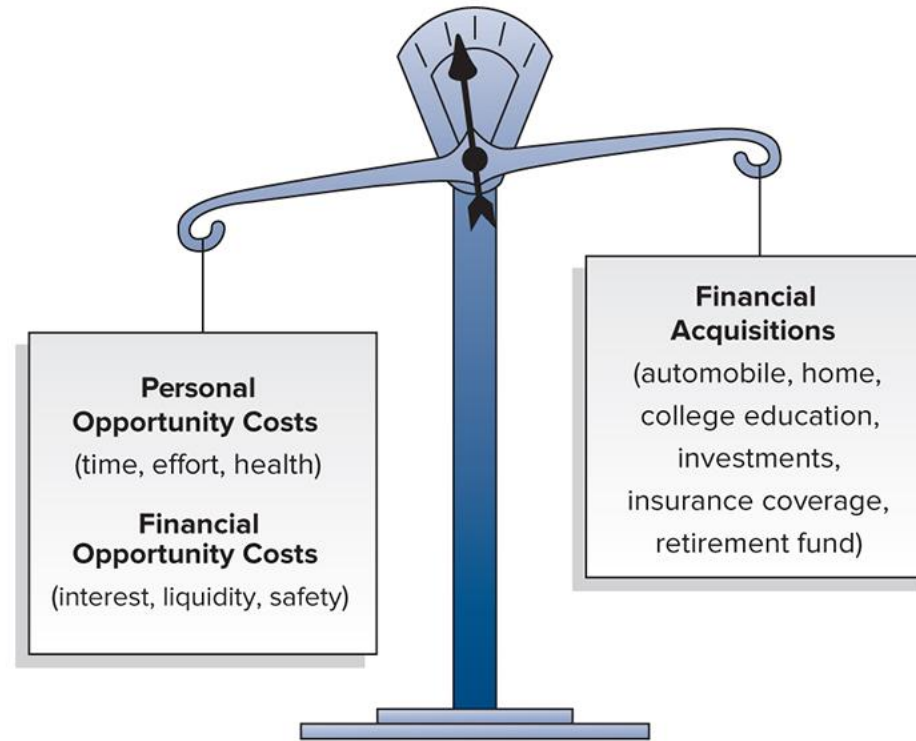 Personal
Opportunity Costs
(time, effort, health)
Financial
Opportunity Costs
(interest, liquidity, safety)
Financial
Acquisitions
(automobile, home,
college education,
investments,
insurance coverage,
retirement fund)